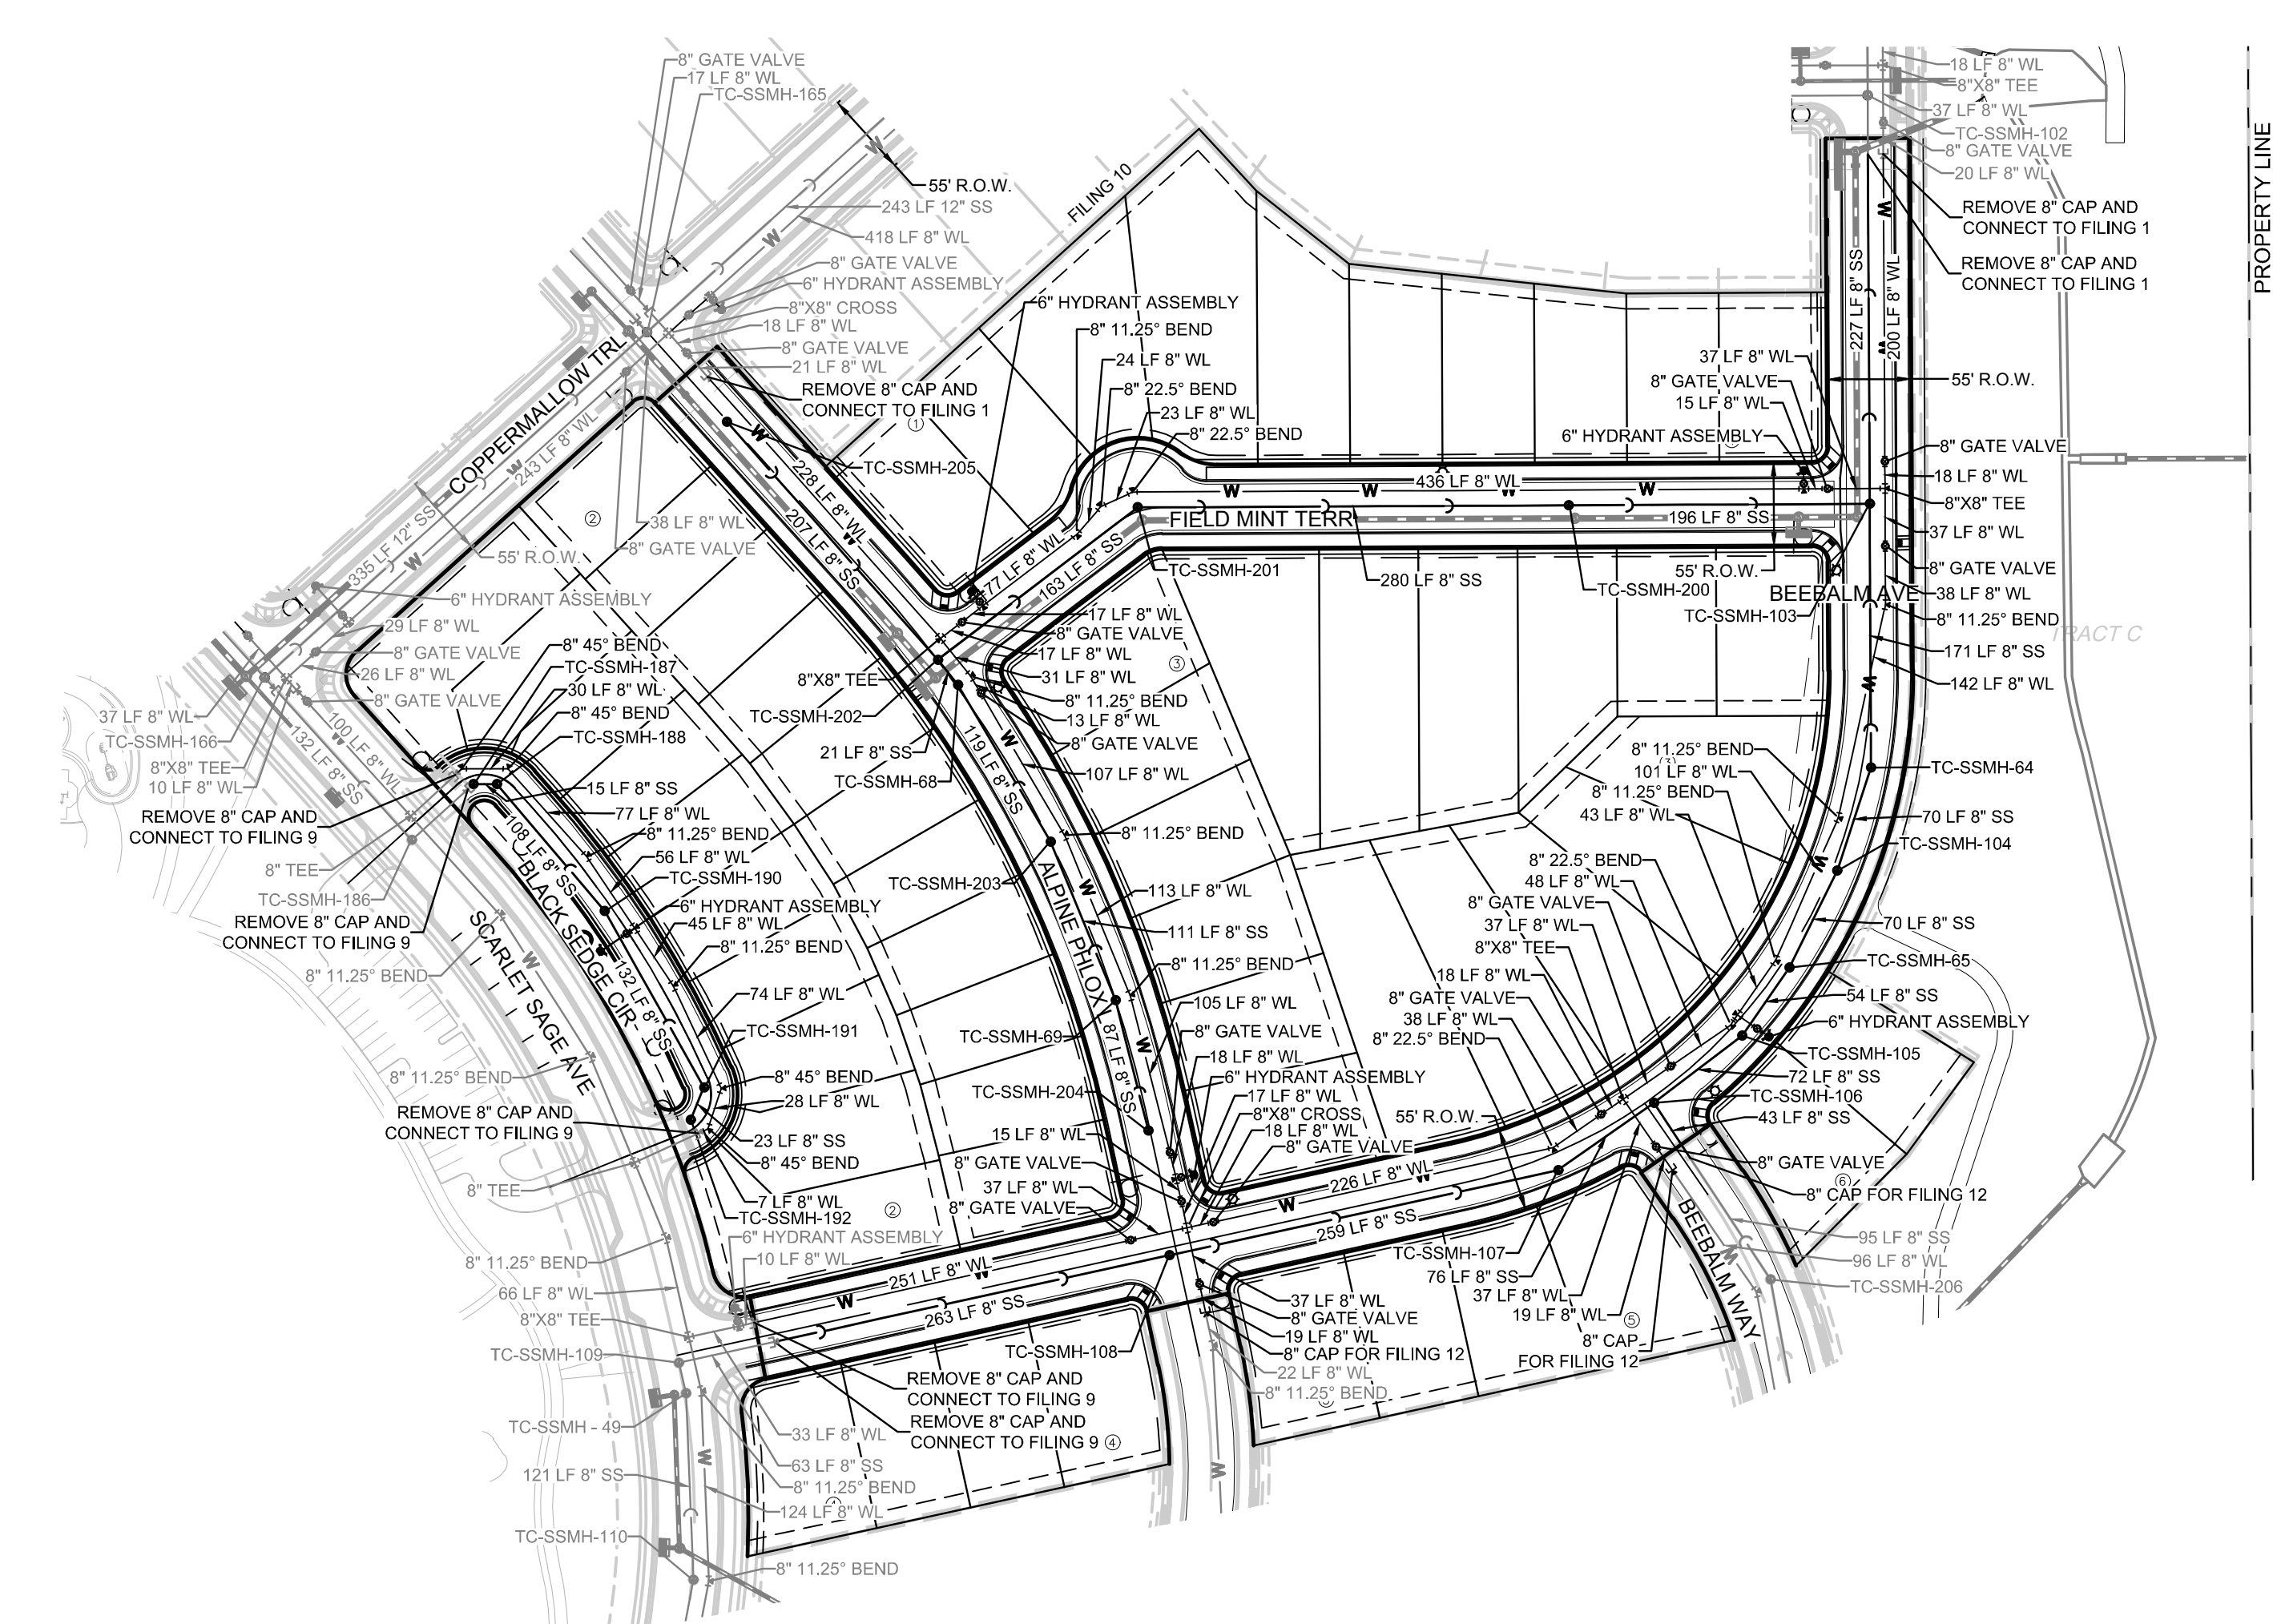 8" GATE VALVE
17 LF 8" WL
TC-SSMH-165
55' R.O.W.
243 LF 12" SS
418 LF 8" WL
8" GATE VALVE
6" HYDRANT ASSEMBLY
8"X8" CROSS
18 LF 8" WL
8" GATE VALVE
21 LF 8" WL
REMOVE 8" CAP AND
CONNECT TO FILING 1
①
W
W
FILING 10
18 LF 8" WL
8"X8" TEE
37 LF 8" WL
TC-SSMH-102
8" GATE VALVE
20 LF 8" WL
REMOVE 8" CAP AND
CONNECT TO FILING 1
REMOVE 8" CAP AND
CONNECT TO FILING 1
PROPERTY LINE
227 LF 8" SS
200 LF 8" WL
W
55' R.O.W.
6" HYDRANT ASSEMBLY
8" 11.25° BEND
24 LF 8" WL
8" 22.5° BEND
23 LF 8" WL
8" 22.5° BEND
37 LF 8" WL
8" GATE VALVE
15 LF 8" WL
6" HYDRANT ASSEMBLY
8" GATE VALVE
18 LF 8" WL
8"X8" TEE
37 LF 8" WL
8" GATE VALVE
38 LF 8" WL
8" 11.25° BEND
171 LF 8" SS
142 LF 8" WL
TRACT C
COPPERMALLOW TRL
243 LF 8" WL
W
W
335 LF 12" SS
55' R.O.W.
②
38 LF 8" WL
8" GATE VALVE
TC-SSMH-205
228 LF 8" WL
207 LF 8" SS
W
W
436 LF 8" WL
W
W
W
W
FIELD MINT TERR
196 LF 8" SS
77 LF 8" WL
163 LF 8" SS
TC-SSMH-201
280 LF 8" SS
TC-SSMH-200
55' R.O.W.
BEEBALM AVE
TC-SSMH-103
6" HYDRANT ASSEMBLY
29 LF 8" WL
8" GATE VALVE
26 LF 8" WL
8" GATE VALVE
37 LF 8" WL
TC-SSMH-166
8"X8" TEE
10 LF 8" WL
132 LF 8" SS
100 LF 8" WL
W
8" 45° BEND
TC-SSMH-187
30 LF 8" WL
8" 45° BEND
TC-SSMH-188
15 LF 8" SS
77 LF 8" WL
8" 11.25° BEND
56 LF 8" WL
TC-SSMH-190
6" HYDRANT ASSEMBLY
45 LF 8" WL
8" 11.25° BEND
74 LF 8" WL
TC-SSMH-191
8" 45° BEND
28 LF 8" WL
23 LF 8" SS
8" 45° BEND
7 LF 8" WL
TC-SSMH-192
REMOVE 8" CAP AND
CONNECT TO FILING 9
8" TEE
TC-SSMH-186
REMOVE 8" CAP AND
CONNECT TO FILING 9
8" 11.25° BEND
108 LF 8" SS
BLACK SEDGE CIR
132 LF 8" SS
SCARLET SAGE AVE
W
8" 11.25° BEND
REMOVE 8" CAP AND
CONNECT TO FILING 9
8" TEE
17 LF 8" WL
8" GATE VALVE
17 LF 8" WL
31 LF 8" WL
8" 11.25° BEND
13 LF 8" WL
8" GATE VALVE
107 LF 8" WL
③
8"X8" TEE
TC-SSMH-202
21 LF 8" SS
TC-SSMH-68
119 LF 8" SS
W
8" 11.25° BEND
TC-SSMH-203
ALPINE PHLOX
W
113 LF 8" WL
111 LF 8" SS
8" 11.25° BEND
105 LF 8" WL
TC-SSMH-69
8" GATE VALVE
W
87 LF 8" SS
18 LF 8" WL
6" HYDRANT ASSEMBLY
17 LF 8" WL
8"X8" CROSS
18 LF 8" WL
8" GATE VALVE
TC-SSMH-204
15 LF 8" WL
8" GATE VALVE
37 LF 8" WL
8" GATE VALVE
W
W
8" 11.25° BEND
③
101 LF 8" WL
8" 11.25° BEND
43 LF 8" WL
8" 22.5° BEND
48 LF 8" WL
8" GATE VALVE
37 LF 8" WL
8"X8" TEE
18 LF 8" WL
8" GATE VALVE
38 LF 8" WL
8" 22.5° BEND
55' R.O.W.
TC-SSMH-64
70 LF 8" SS
TC-SSMH-104
70 LF 8" SS
TC-SSMH-65
54 LF 8" SS
6" HYDRANT ASSEMBLY
TC-SSMH-105
72 LF 8" SS
TC-SSMH-106
43 LF 8" SS
8" GATE VALVE
⑥
8" CAP FOR FILING 12
95 LF 8" SS
96 LF 8" WL
TC-SSMH-206
BEEBALM WAY
W
226 LF 8" WL
W
W
259 LF 8" SS
TC-SSMH-107
76 LF 8" SS
37 LF 8" WL
19 LF 8" WL
⑤
8" CAP
FOR FILING 12
②
6" HYDRANT ASSEMBLY
10 LF 8" WL
251 LF 8" WL
W
W
263 LF 8" SS
8" 11.25° BEND
66 LF 8" WL
8"X8" TEE
TC-SSMH-109
TC-SSMH - 49
121 LF 8" SS
TC-SSMH-110
W
37 LF 8" WL
8" GATE VALVE
19 LF 8" WL
8" CAP FOR FILING 12
22 LF 8" WL
8" 11.25° BEND
TC-SSMH-108
REMOVE 8" CAP AND
CONNECT TO FILING 9
REMOVE 8" CAP AND
CONNECT TO FILING 9 ④
33 LF 8" WL
63 LF 8" SS
8" 11.25° BEND
④
124 LF 8" WL
8" 11.25° BEND
W